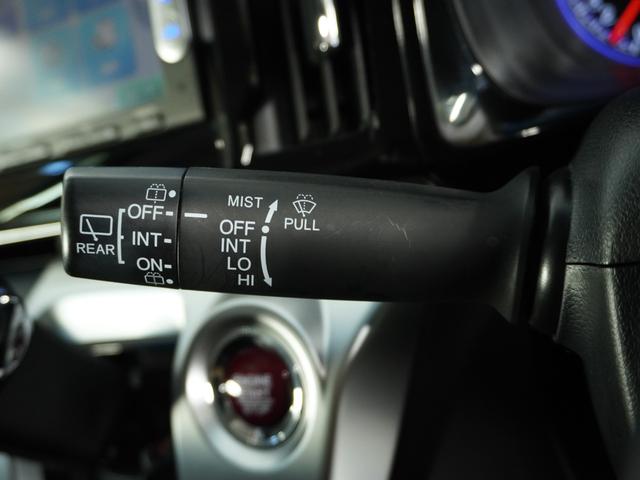 REAR
OFF
INT
ON
MIST
OFF
INT
LO
HI
PULL